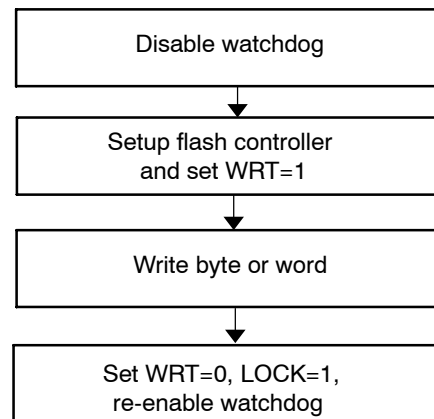 Disable watchdog
Setup flash controller
and set WRT=1
Write byte or word
Set WRT=0, LOCK=1,
re-enable watchdog